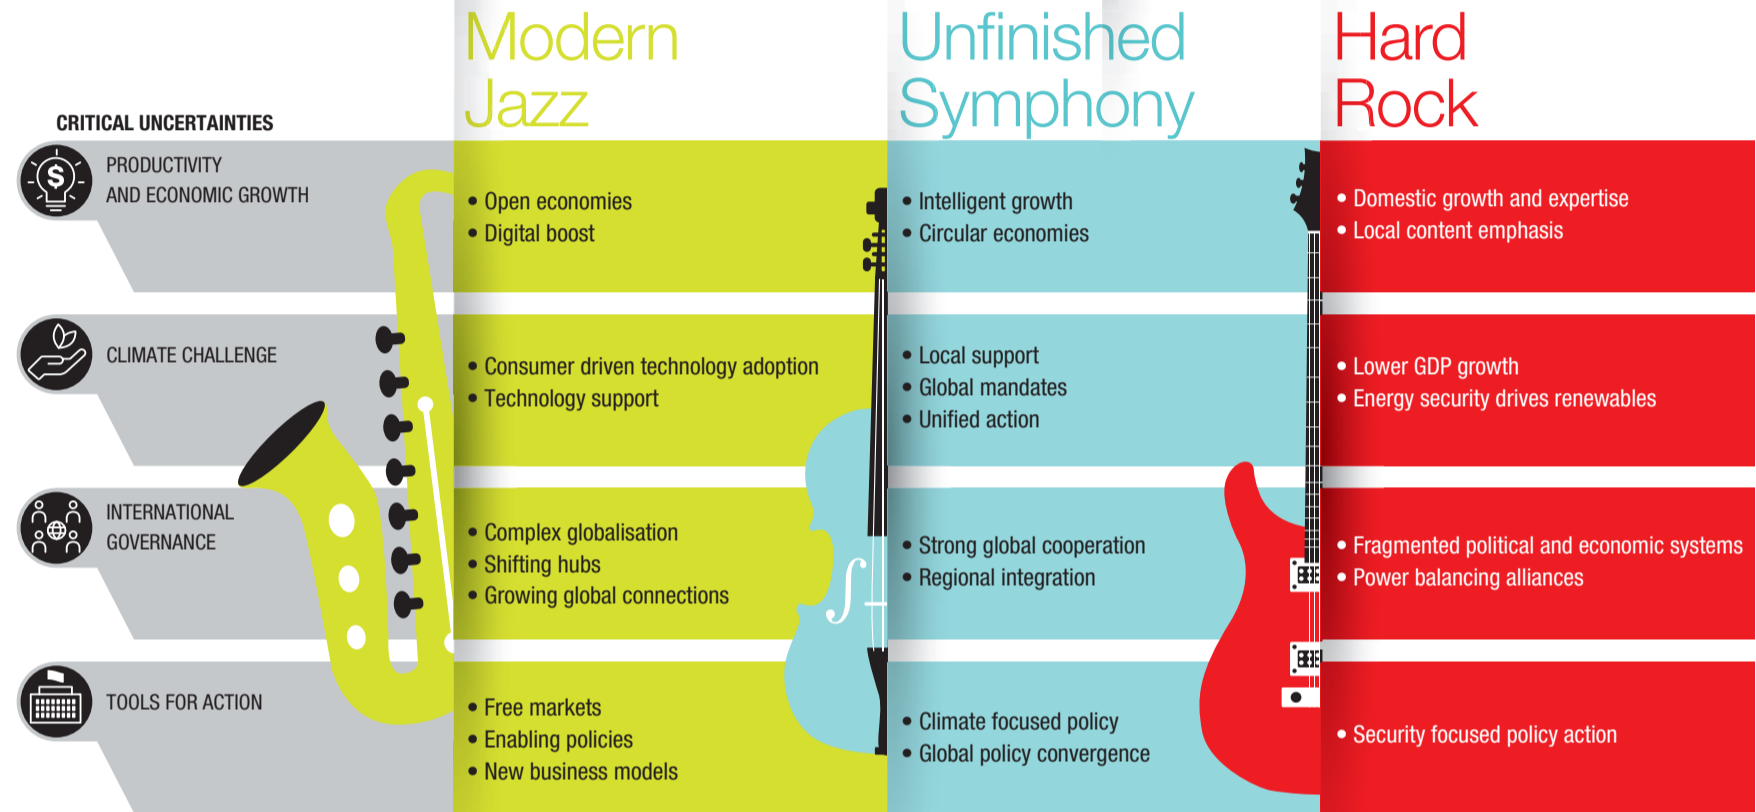 Modern
Jazz
Unfinished
Symphony
Hard
Rock
CRITICAL UNCERTAINTIES
PRODUCTIVITY
AND ECONOMIC GROWTH
• Open economies
• Digital boost
• Intelligent growth
• Circular economies
• Domestic growth and expertise
• Local content emphasis
CLIMATE CHALLENGE
• Consumer driven technology adoption
• Technology support
• Local support
• Global mandates
• Unified action
• Lower GDP growth
• Energy security drives renewables
INTERNATIONAL
GOVERNANCE
• Complex globalisation
• Shifting hubs
• Growing global connections
• Strong global cooperation
• Regional integration
• Fragmented political and economic systems
• Power balancing alliances
TOOLS FOR ACTION
• Free markets
• Enabling policies
• New business models
• Climate focused policy
• Global policy convergence
• Security focused policy action